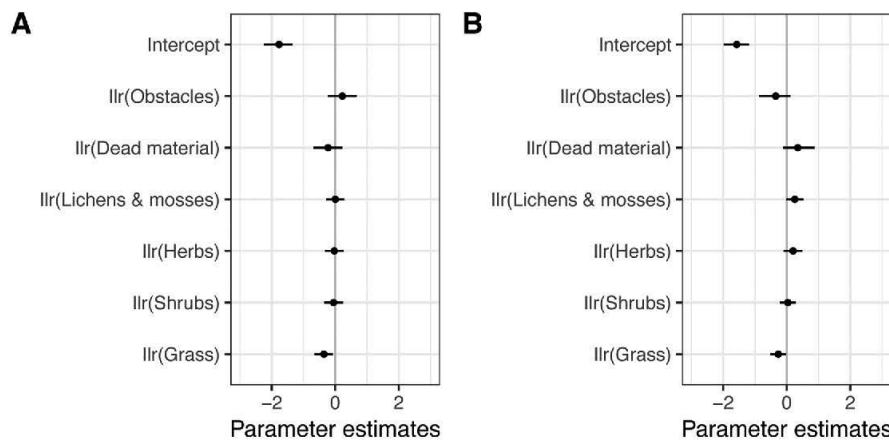 A
Intercept
Ilr(Obstacles)
Ilr(Dead material)
Ilr(Lichens & mosses)
Ilr(Herbs)
Ilr(Shrubs)
Ilr(Grass)
−2 0 2
Parameter estimates
B
Intercept
Ilr(Obstacles)
Ilr(Dead material)
Ilr(Lichens & mosses)
Ilr(Herbs)
Ilr(Shrubs)
Ilr(Grass)
−2 0 2
Parameter estimates